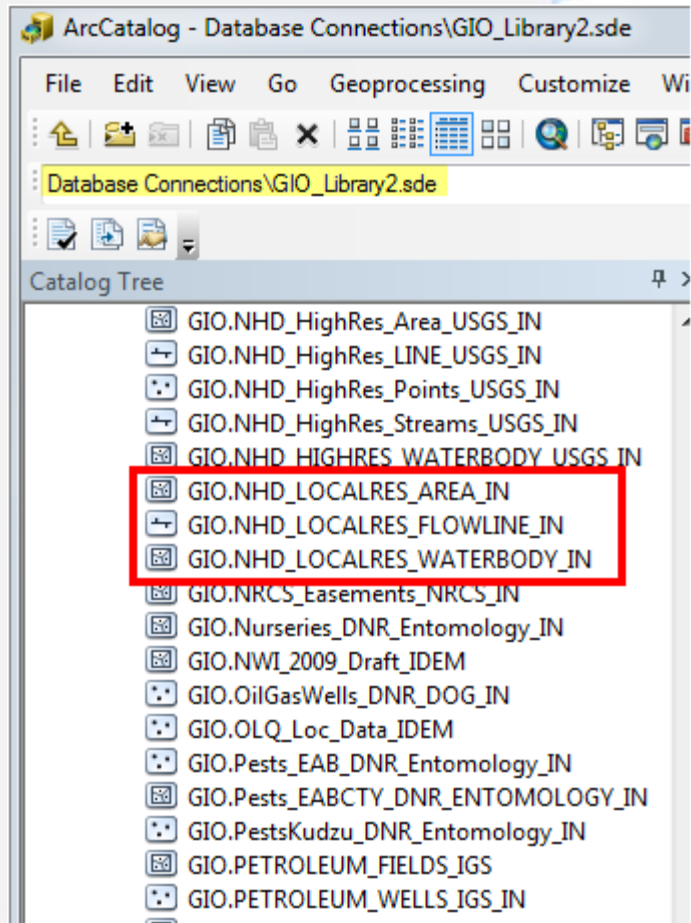 ArcCatalog - Database Connections\GIO_Library2.sde
File Edit View Go Geoprocessing Customize Wi
Database Connections\GIO_Library2.sde
Catalog Tree
GIO.NHD_HighRes_Area_USGS_IN
GIO.NHD_HighRes_LINE_USGS_IN
GIO.NHD_HighRes_Points_USGS_IN
GIO.NHD_HighRes_Streams_USGS_IN
GIO.NHD_HIGHRES_WATERBODY_USGS_IN
GIO.NHD_LOCALRES_AREA_IN
GIO.NHD_LOCALRES_FLOWLINE_IN
GIO.NHD_LOCALRES_WATERBODY_IN
GIO.NRCS_Easements_NRCS_IN
GIO.Nurseries_DNR_Entomology_IN
GIO.NWI_2009_Draft_IDEM
GIO.OilGasWells_DNR_DOG_IN
GIO.OLQ_Loc_Data_IDEM
GIO.Pests_EAB_DNR_Entomology_IN
GIO.Pests_EABCTY_DNR_ENTOMOLOGY_IN
GIO.PestsKudzu_DNR_Entomology_IN
GIO.PETROLEUM_FIELDS_IGS
GIO.PETROLEUM_WELLS_IGS_IN